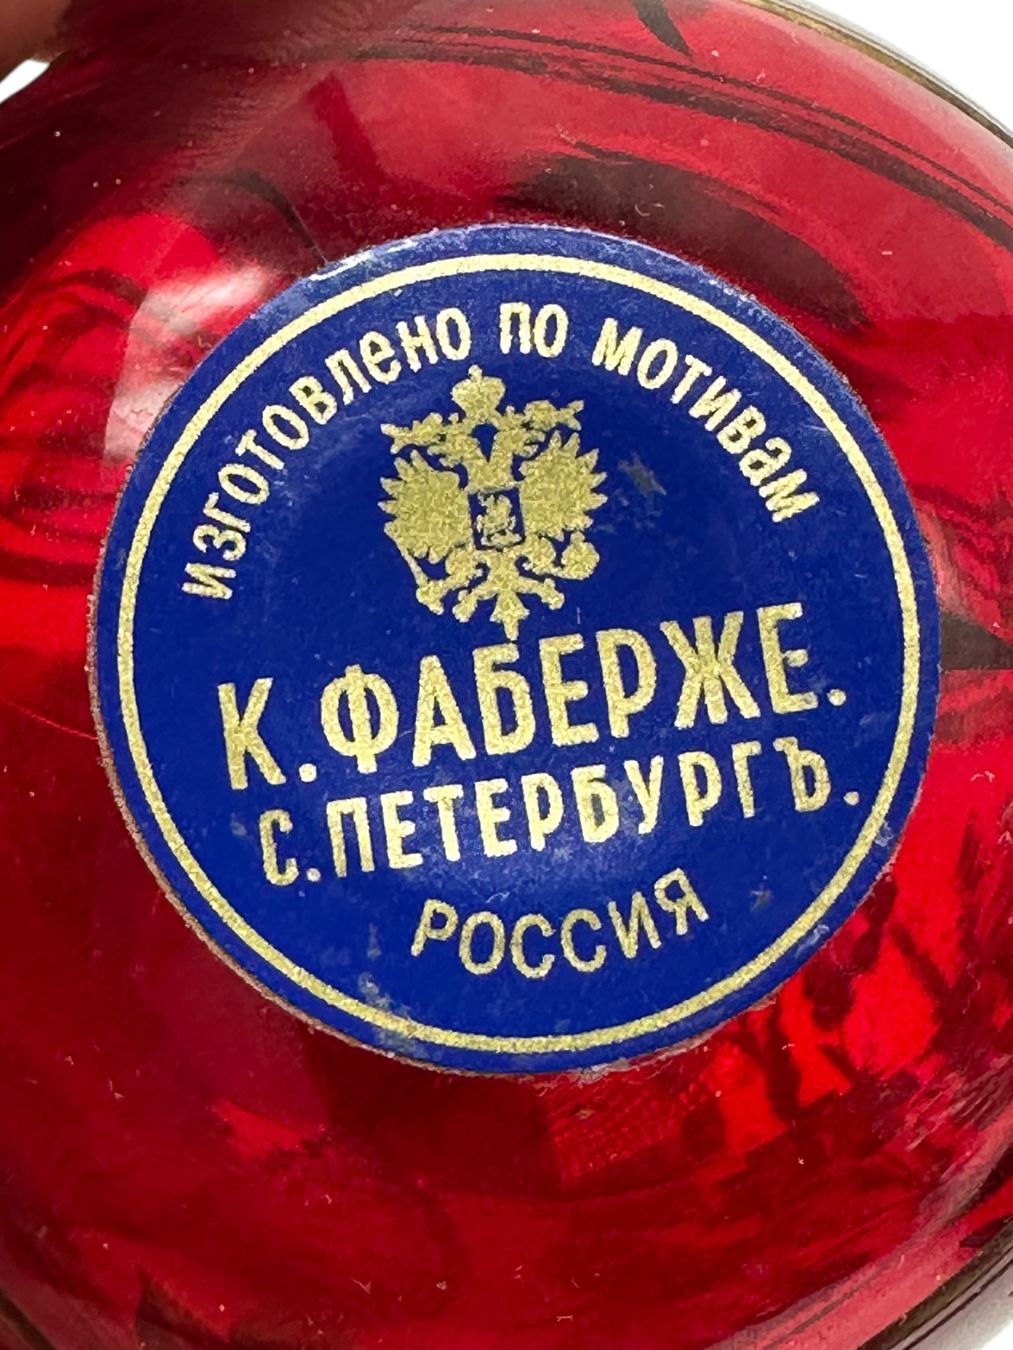 изготовлено по мотивам
К. ФАБЕРЖЕ.
С. ПЕТЕРБУРГЪ.
РОССИЯ